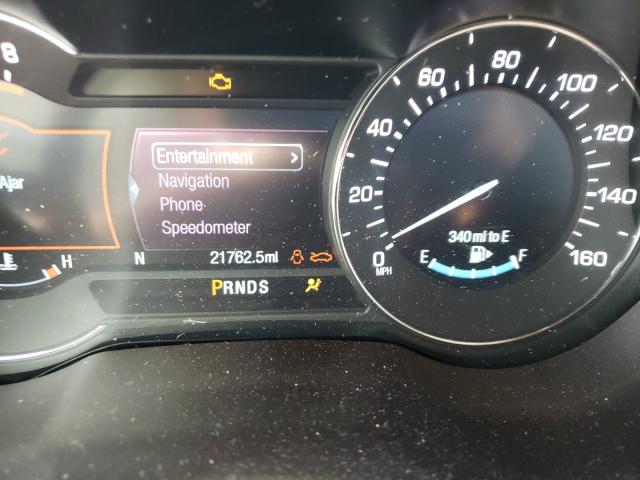 8
20 40 60 80 100 120 140 160
0
MPH
Entertainment >
Navigation
Phone
Speedometer
Ajar
340 mi to E
E F
H
N 21762.5mi
PRNDS